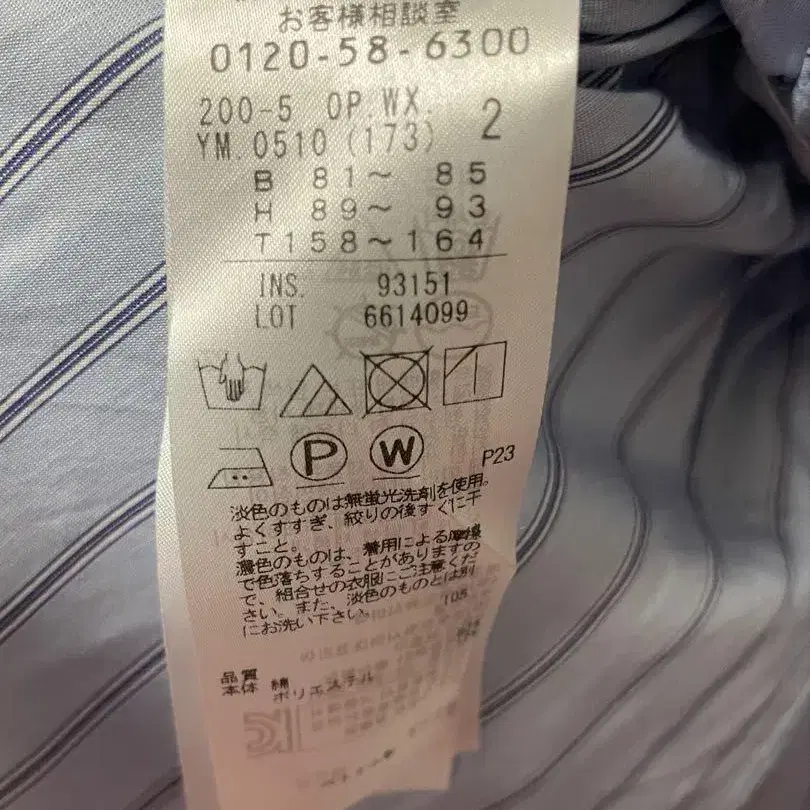 お客様相談室
0120-58-6300
200-5 OP.WX. 2
YM.0510 (173)
B 81～ 85
H 89～ 93
T158～164
INS. 93151
LOT 6614099
P W P23
淡色のものは無蛍光洗剤を使用。
よくすすぎ、絞りの後すぐに干
すこと。
濃色のものは、着用による摩擦
で色落ちすることがありますの
で、組合せの衣服にご注意くだ
さい。また、淡色のものとは別
にお洗い下さい。 105
品質
本体 綿
ポリエステル